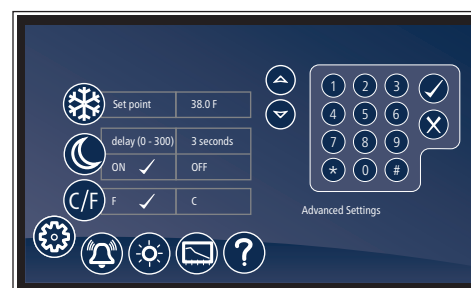 Set point 38.0 F
delay (0 - 300) 3 seconds
ON ✓ OFF
C/F F ✓ C
1 2 3
4 5 6
7 8 9
* 0 #
Advanced Settings
?